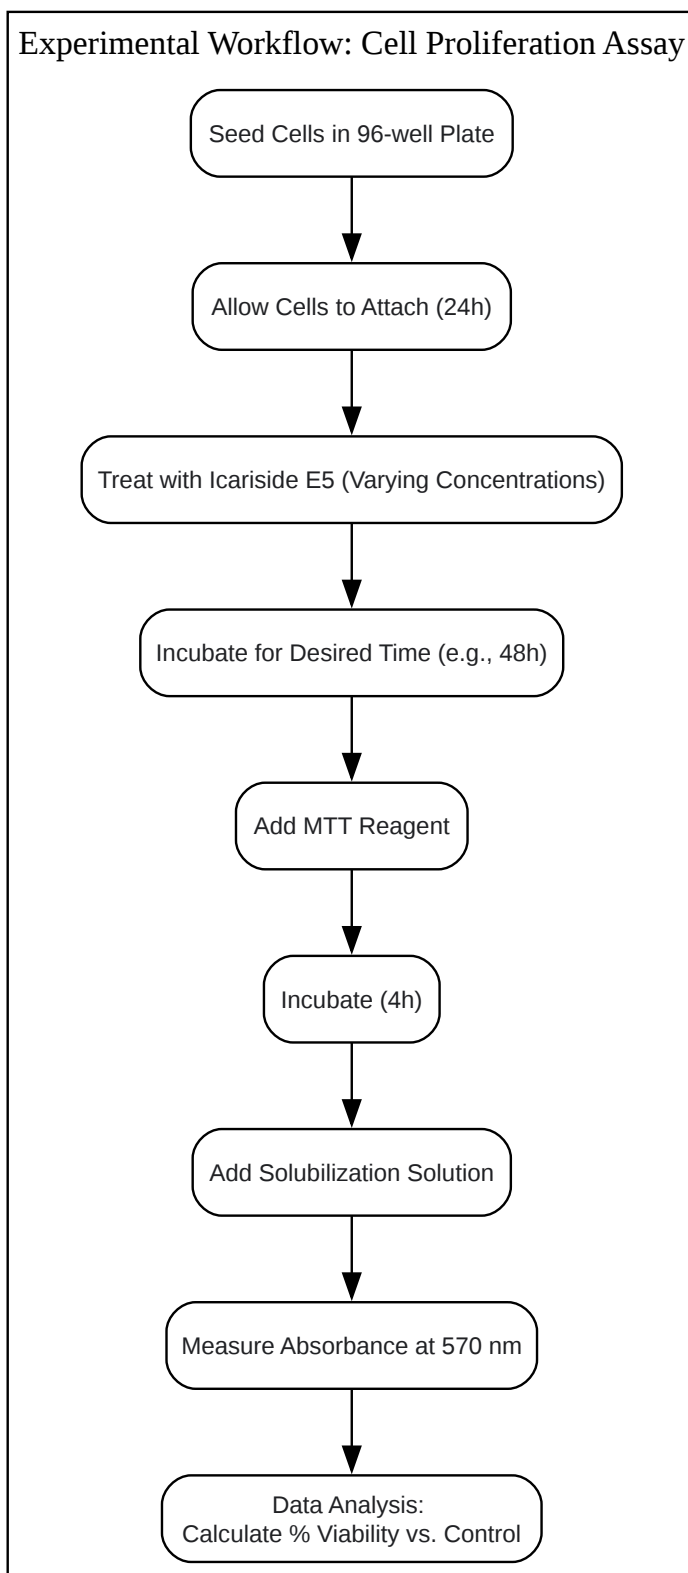 Experimental Workflow: Cell Proliferation Assay
Seed Cells in 96-well Plate
Allow Cells to Attach (24h)
Treat with Icariside E5 (Varying Concentrations)
Incubate for Desired Time (e.g., 48h)
Add MTT Reagent
Incubate (4h)
Add Solubilization Solution
Measure Absorbance at 570 nm
Data Analysis:
Calculate % Viability vs. Control